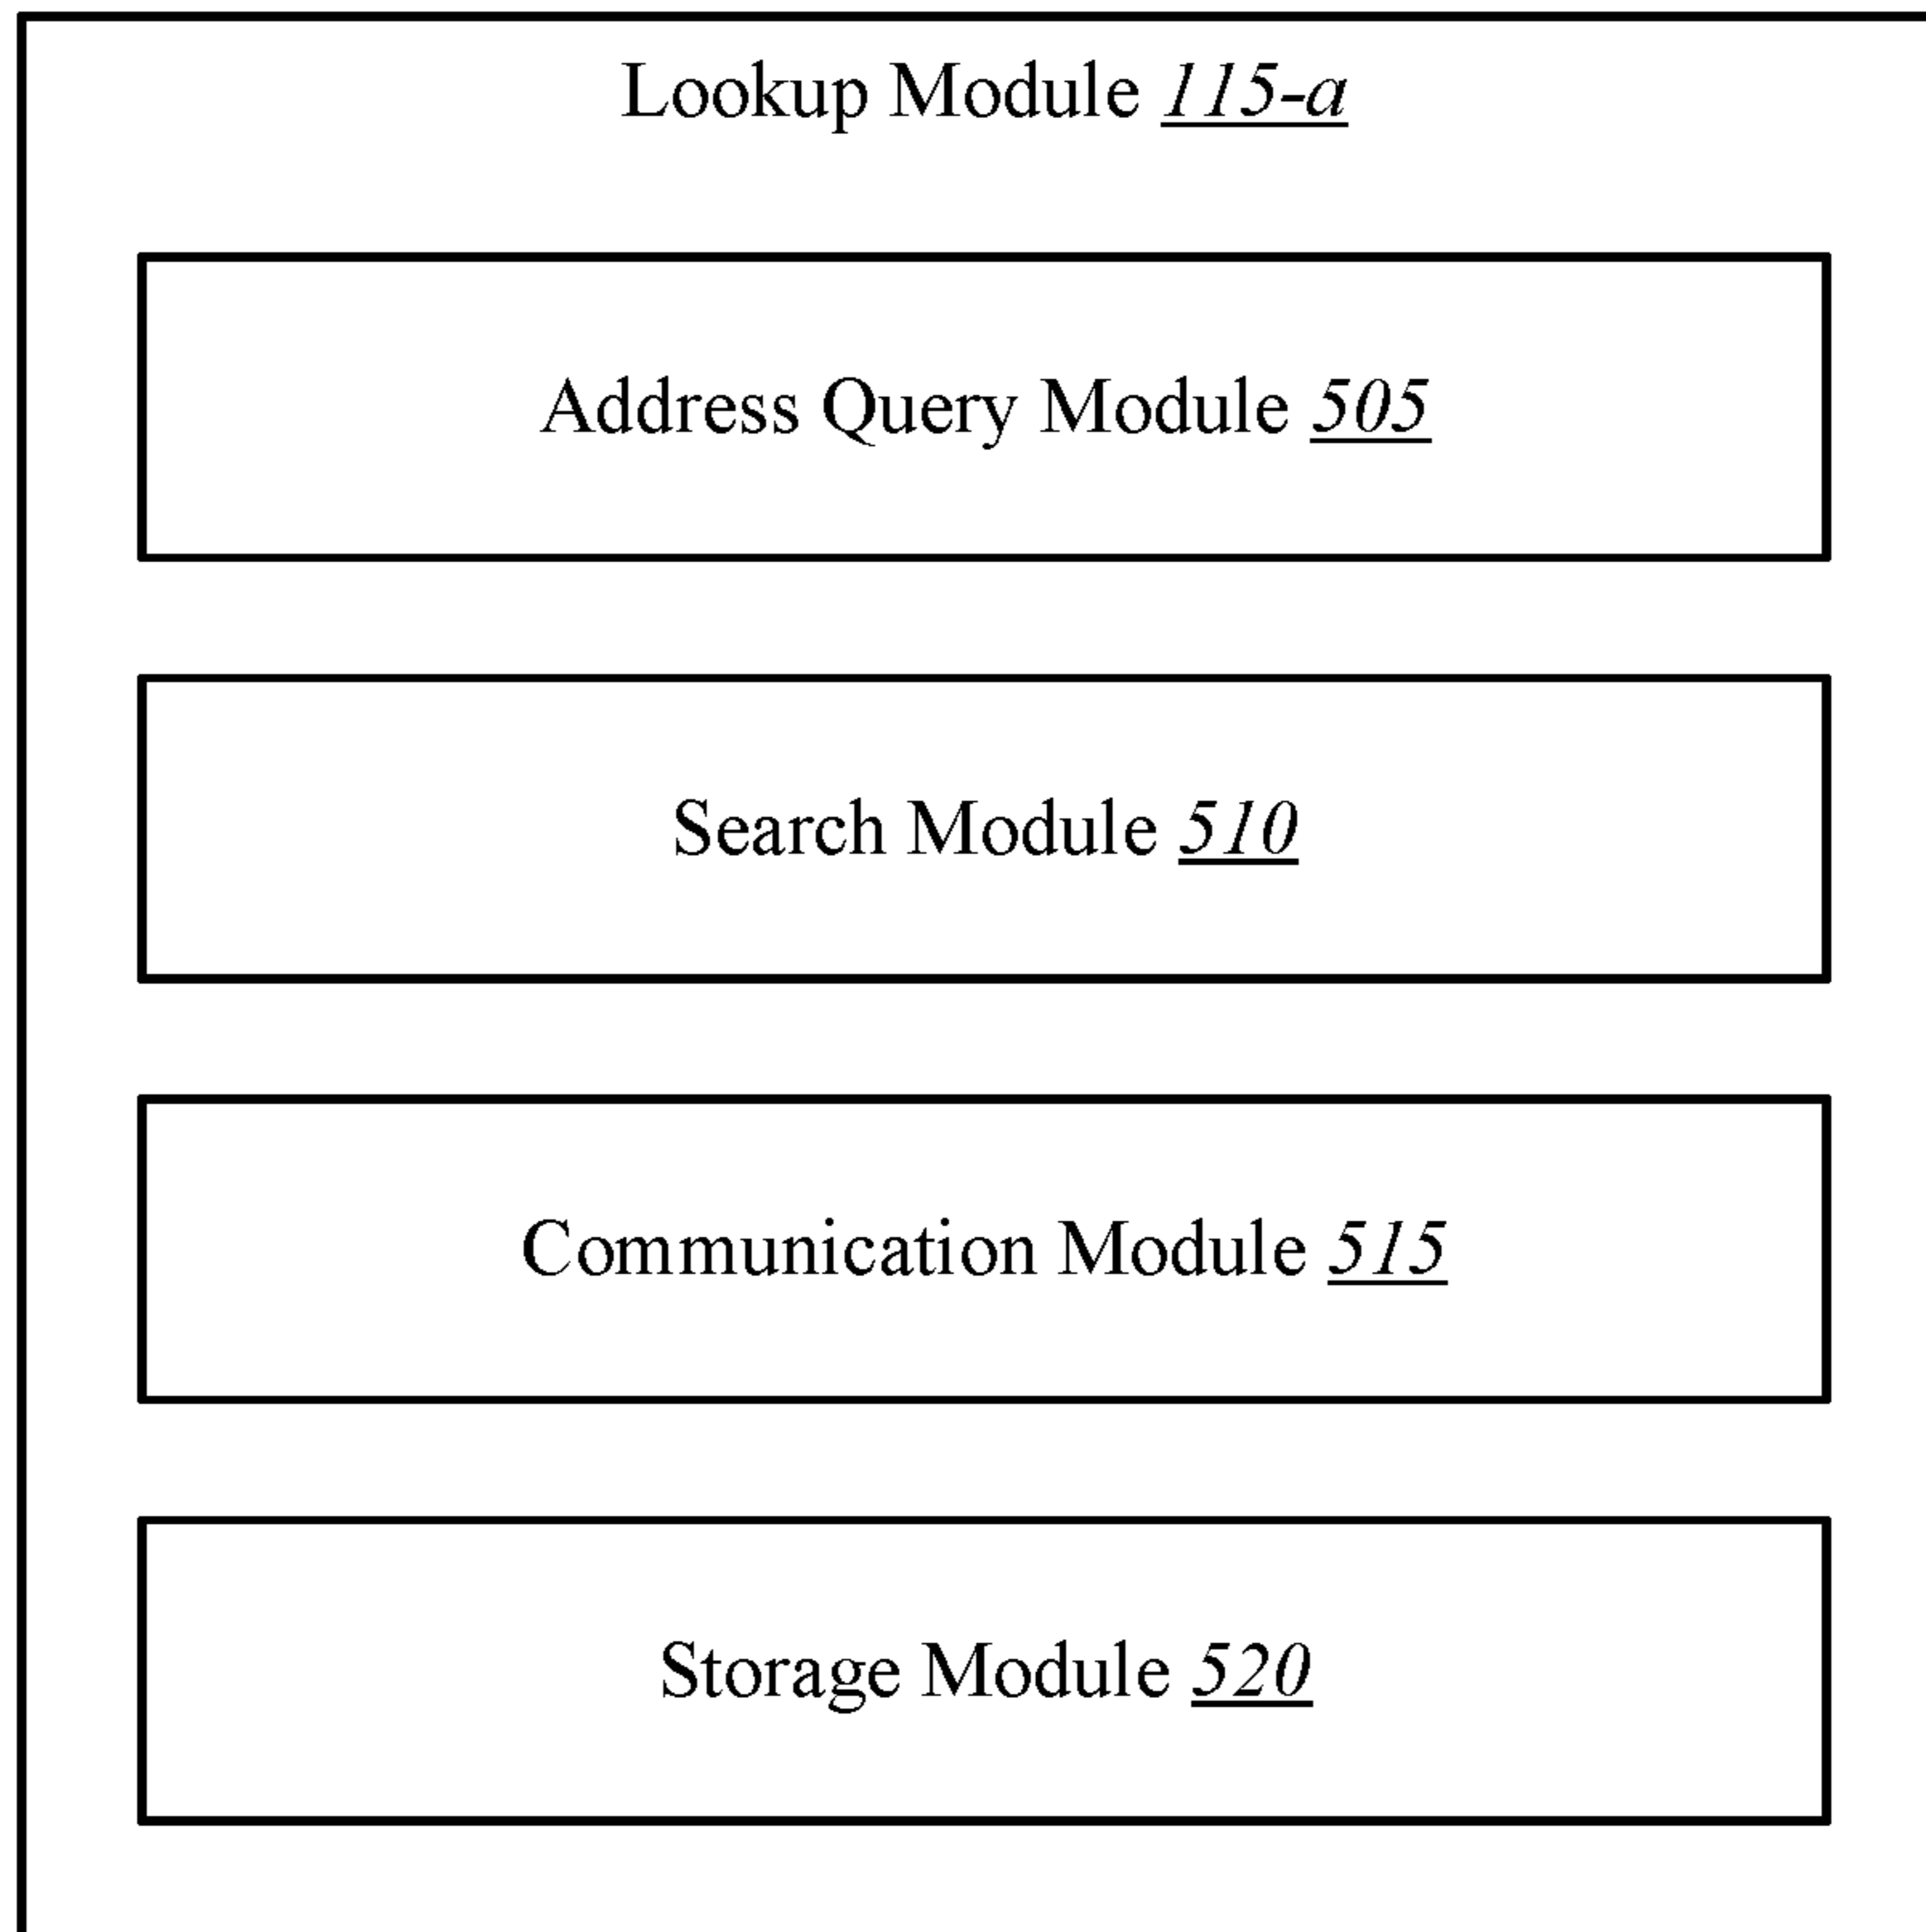 Lookup Module 115-a
Address Query Module 505
Search Module 510
Communication Module 515
Storage Module 520